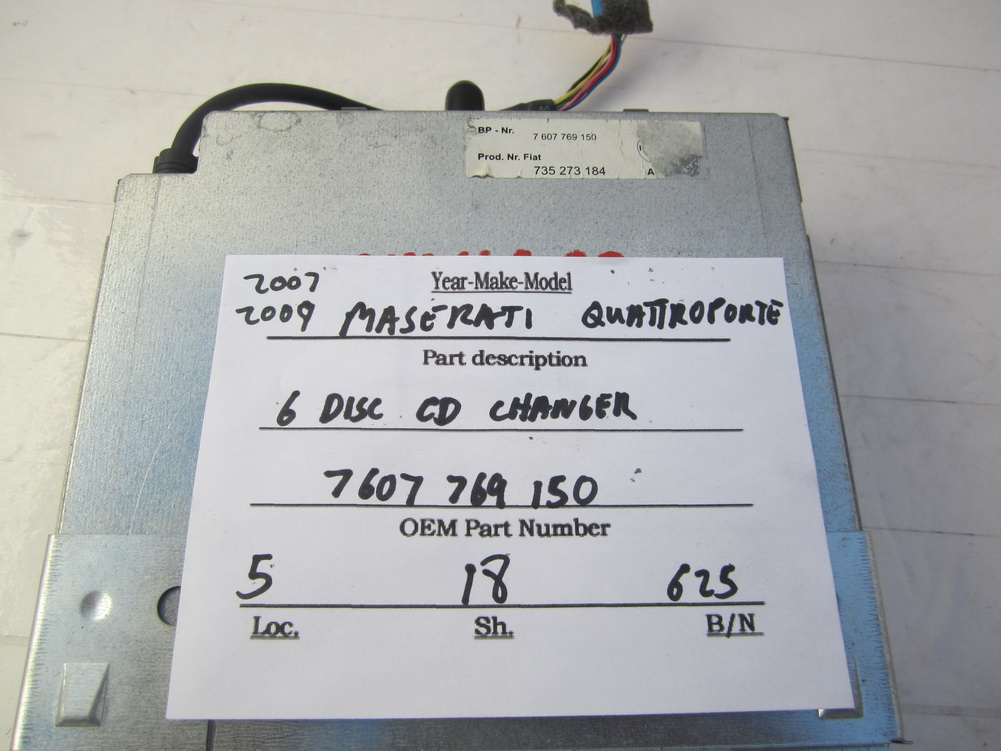 BP - Nr. 7 607 769 150
Prod. Nr. Fiat
735 273 184 A
2007 Year-Make-Model
2009 MASERATI QUATTROPORTE
Part description
6 DISC CD CHANGER
7607 769 150
OEM Part Number
5 18 625
Loc. Sh. B/N